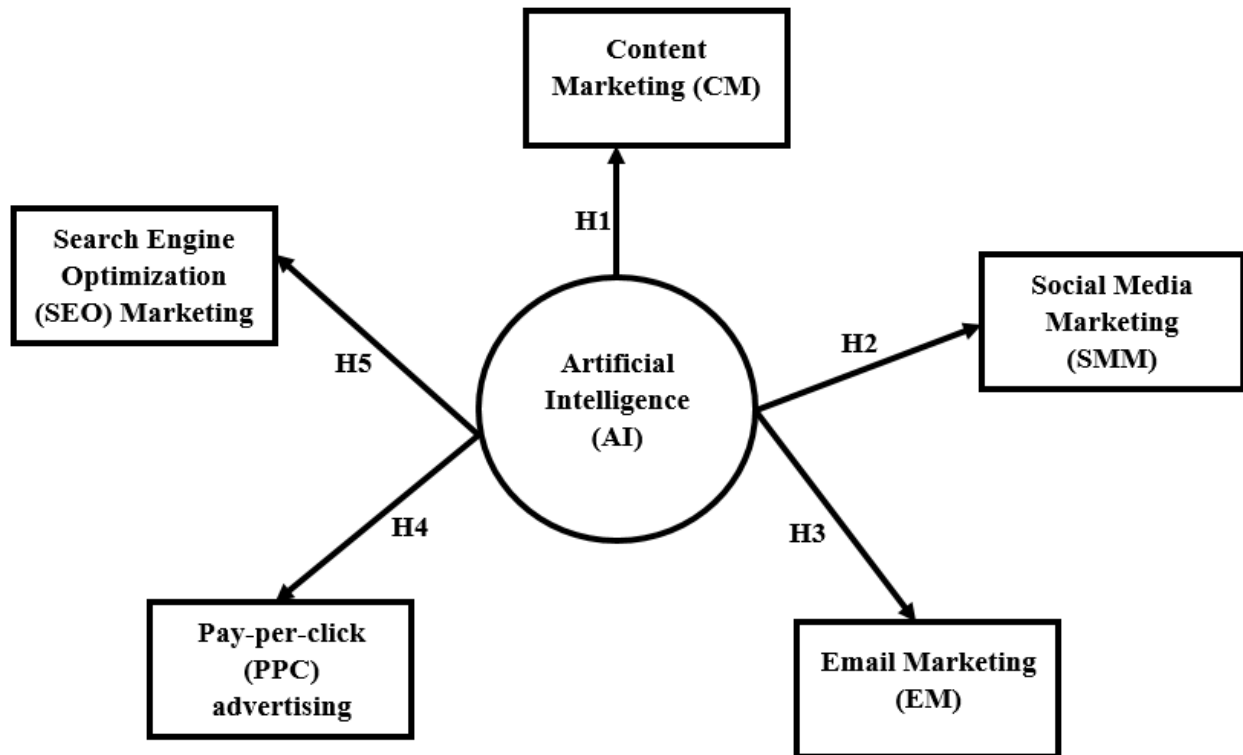 Content
Marketing (CM)
H1
Search Engine
Optimization
(SEO) Marketing
Social Media
Marketing
(SMM)
H2
H5
Artificial
Intelligence
(AI)
H4
H3
Pay-per-click
(PPC)
advertising
Email Marketing
(EM)